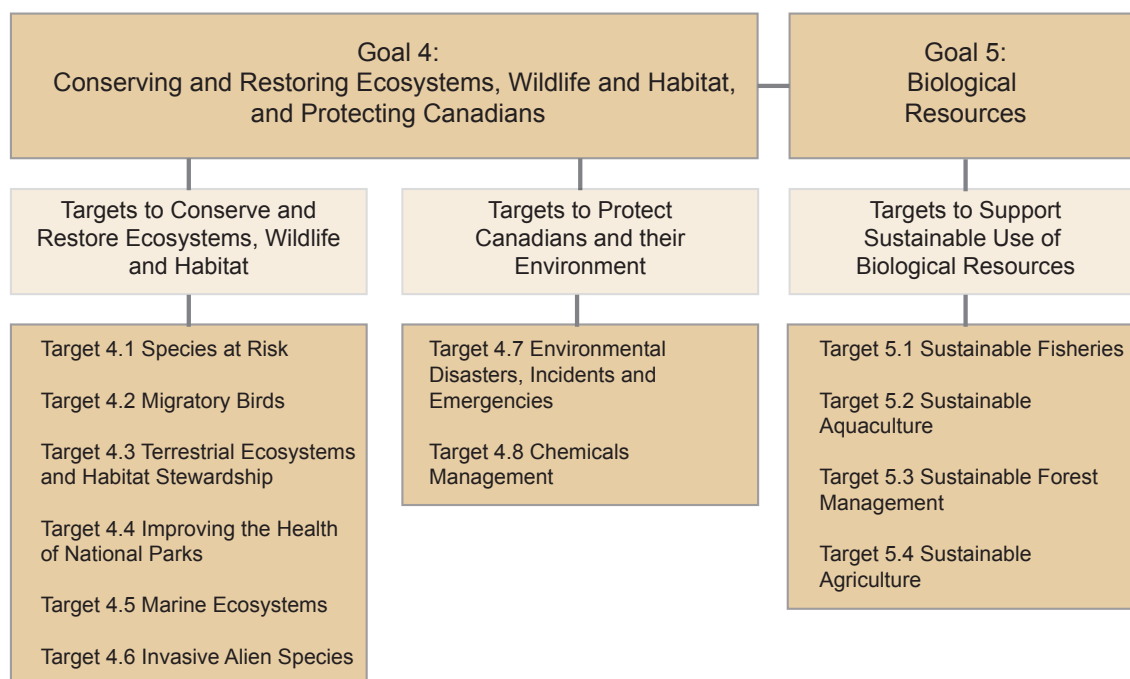 Goal 4:
Conserving and Restoring Ecosystems, Wildlife and Habitat,
and Protecting Canadians
Goal 5:
Biological
Resources
Targets to Conserve and
Restore Ecosystems, Wildlife
and Habitat
Targets to Protect
Canadians and their
Environment
Targets to Support
Sustainable Use of
Biological Resources
Target 4.1 Species at Risk
Target 4.2 Migratory Birds
Target 4.3 Terrestrial Ecosystems
and Habitat Stewardship
Target 4.4 Improving the Health
of National Parks
Target 4.5 Marine Ecosystems
Target 4.6 Invasive Alien Species
Target 4.7 Environmental
Disasters, Incidents and
Emergencies
Target 4.8 Chemicals
Management
Target 5.1 Sustainable Fisheries
Target 5.2 Sustainable
Aquaculture
Target 5.3 Sustainable Forest
Management
Target 5.4 Sustainable
Agriculture